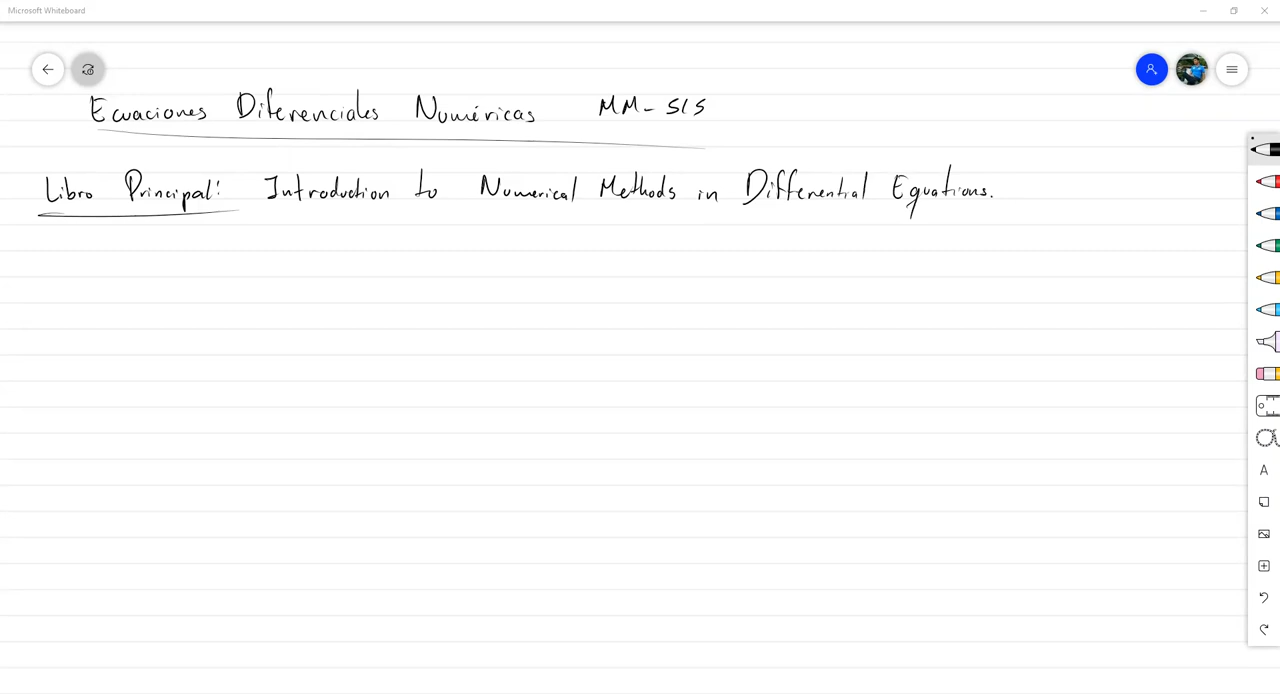 Microsoft Whiteboard
Ecuaciones Diferenciales Numéricas MM-515
Libro Principal: Introduction to Numerical Methods in Differential Equations.
A